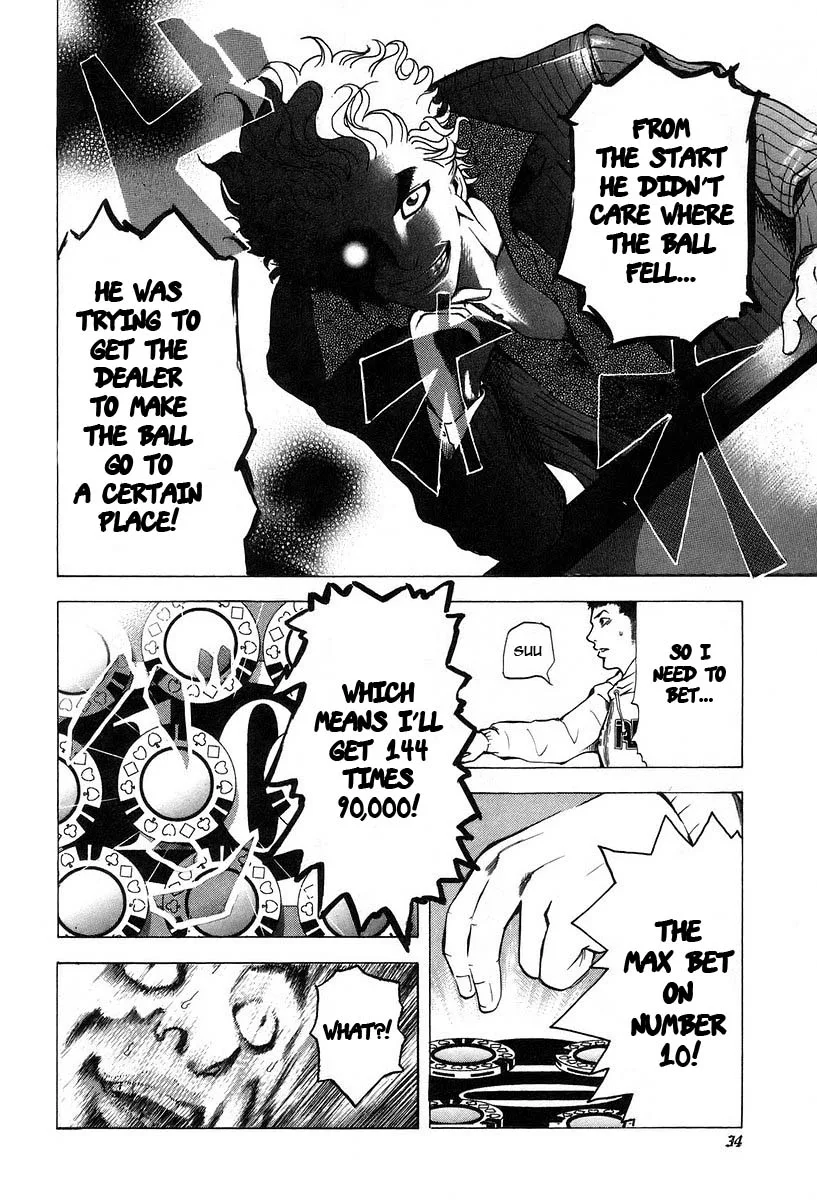 FROM
THE START
HE DIDN'T
CARE WHERE
THE BALL
FELL...
HE WAS
TRYING TO
GET THE
DEALER
TO MAKE
THE BALL
GO TO
A CERTAIN
PLACE!
SO I
NEED TO
BET...
SUU
WHICH
MEANS I'LL
GET 144
TIMES
90,000!
THE
MAX BET
ON
NUMBER
10!
WHAT?!
34